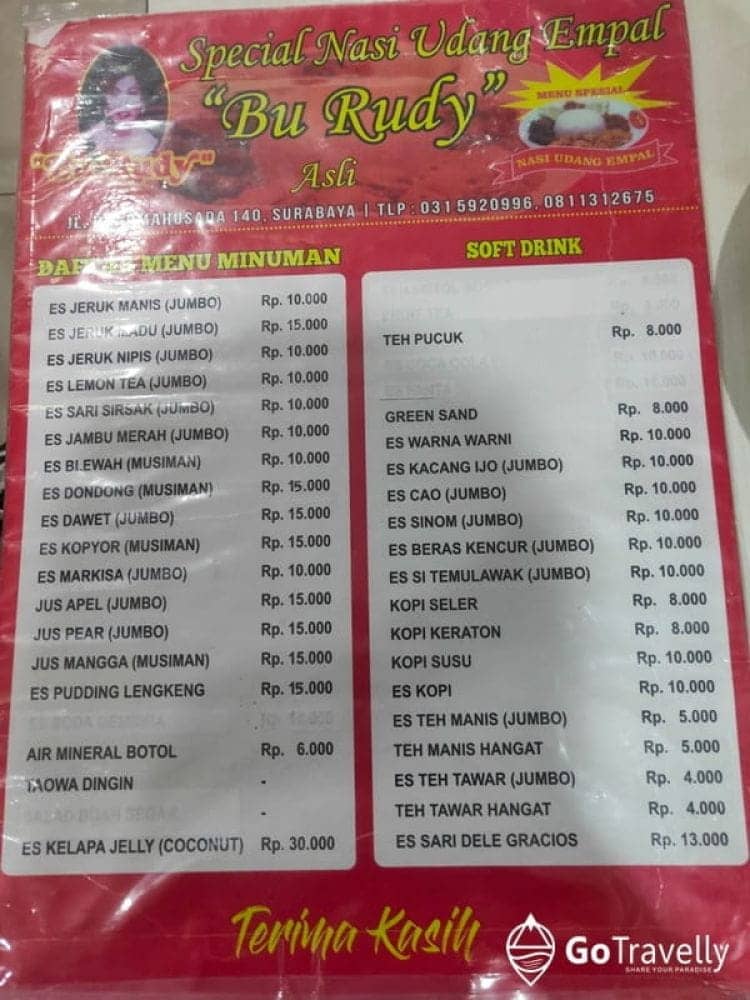 Special Nasi Udang Empal
"Bu Rudy"
Asli
MENU SPESIAL
NASI UDANG EMPAL
140, SURABAYA | TLP : 031 5920996, 0811312675
MENU MINUMAN
ES JERUK MANIS (JUMBO) Rp. 10.000
ES JERUK MADU (JUMBO) Rp. 15.000
ES JERUK NIPIS (JUMBO) Rp. 10.000
ES LEMON TEA (JUMBO) Rp. 10.000
ES SARI SIRSAK (JUMBO) Rp. 10.000
ES JAMBU MERAH (JUMBO) Rp. 10.000
ES BLEWAH (MUSIMAN) Rp. 10.000
ES DONDONG (MUSIMAN) Rp. 15.000
ES DAWET (JUMBO) Rp. 15.000
ES KOPYOR (MUSIMAN) Rp. 15.000
ES MARKISA (JUMBO) Rp. 10.000
JUS APEL (JUMBO) Rp. 15.000
JUS PEAR (JUMBO) Rp. 15.000
JUS MANGGA (MUSIMAN) Rp. 15.000
ES PUDDING LENGKENG Rp. 15.000
AIR MINERAL BOTOL Rp. 6.000
TAOWA DINGIN -
-
ES KELAPA JELLY (COCONUT) Rp. 30.000
SOFT DRINK
TEH PUCUK Rp. 8.000
GREEN SAND Rp. 8.000
ES WARNA WARNI Rp. 10.000
ES KACANG IJO (JUMBO) Rp. 10.000
ES CAO (JUMBO) Rp. 10.000
ES SINOM (JUMBO) Rp. 10.000
ES BERAS KENCUR (JUMBO) Rp. 10.000
ES SI TEMULAWAK (JUMBO) Rp. 10.000
KOPI SELER Rp. 8.000
KOPI KERATON Rp. 8.000
KOPI SUSU Rp. 10.000
ES KOPI Rp. 10.000
ES TEH MANIS (JUMBO) Rp. 5.000
TEH MANIS HANGAT Rp. 5.000
ES TEH TAWAR (JUMBO) Rp. 4.000
TEH TAWAR HANGAT Rp. 4.000
ES SARI DELE GRACIOS Rp. 13.000
Terima Kasih
GoTravelly
SHARE YOUR PARADISE